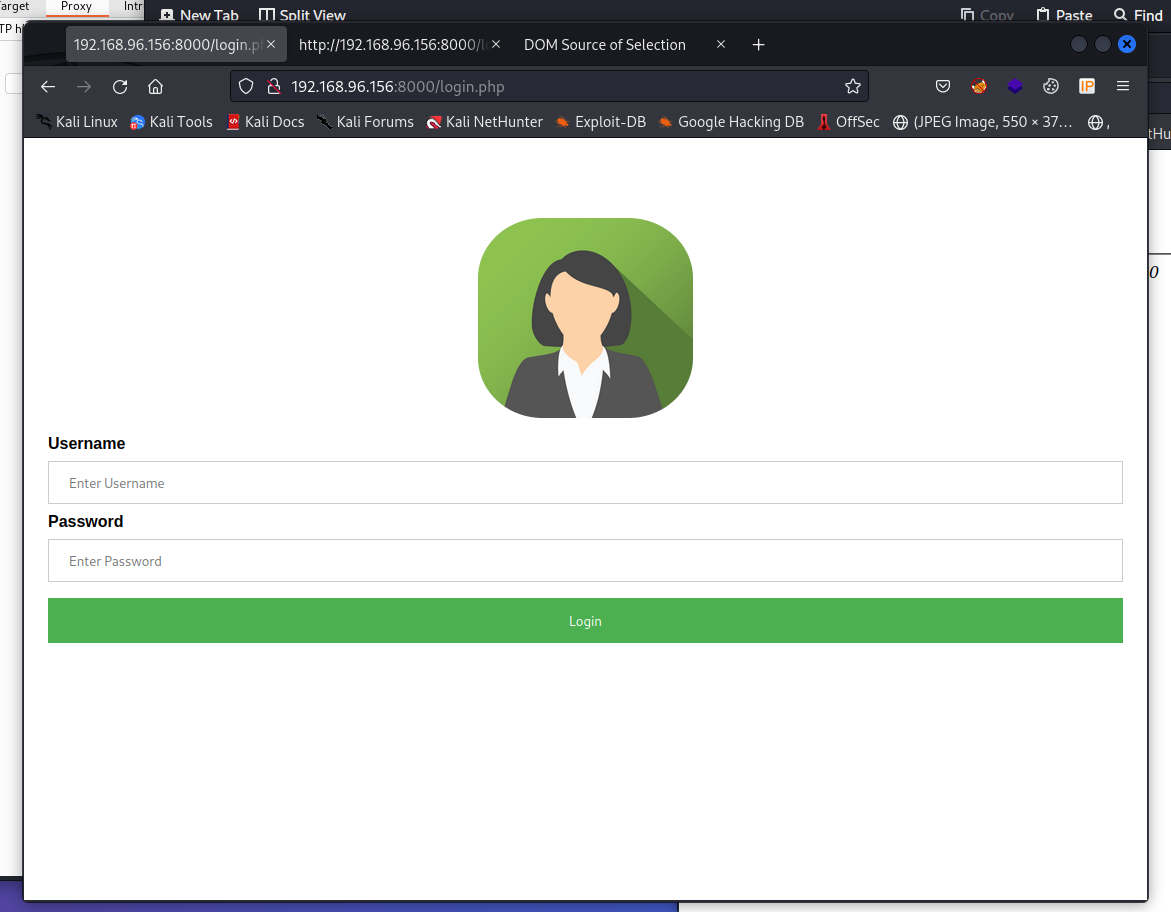 arget Proxy Intr New Tab Split View Copy Paste Find
TP hi
192.168.96.156:8000/login.p http://192.168.96.156:8000/l DOM Source of Selection
192.168.96.156:8000/login.php
Kali Linux Kali Tools Kali Docs Kali Forums Kali NetHunter Exploit-DB Google Hacking DB OffSec (JPEG Image, 550 × 37… ,
tHu
0
Username
Enter Username
Password
Enter Password
Login